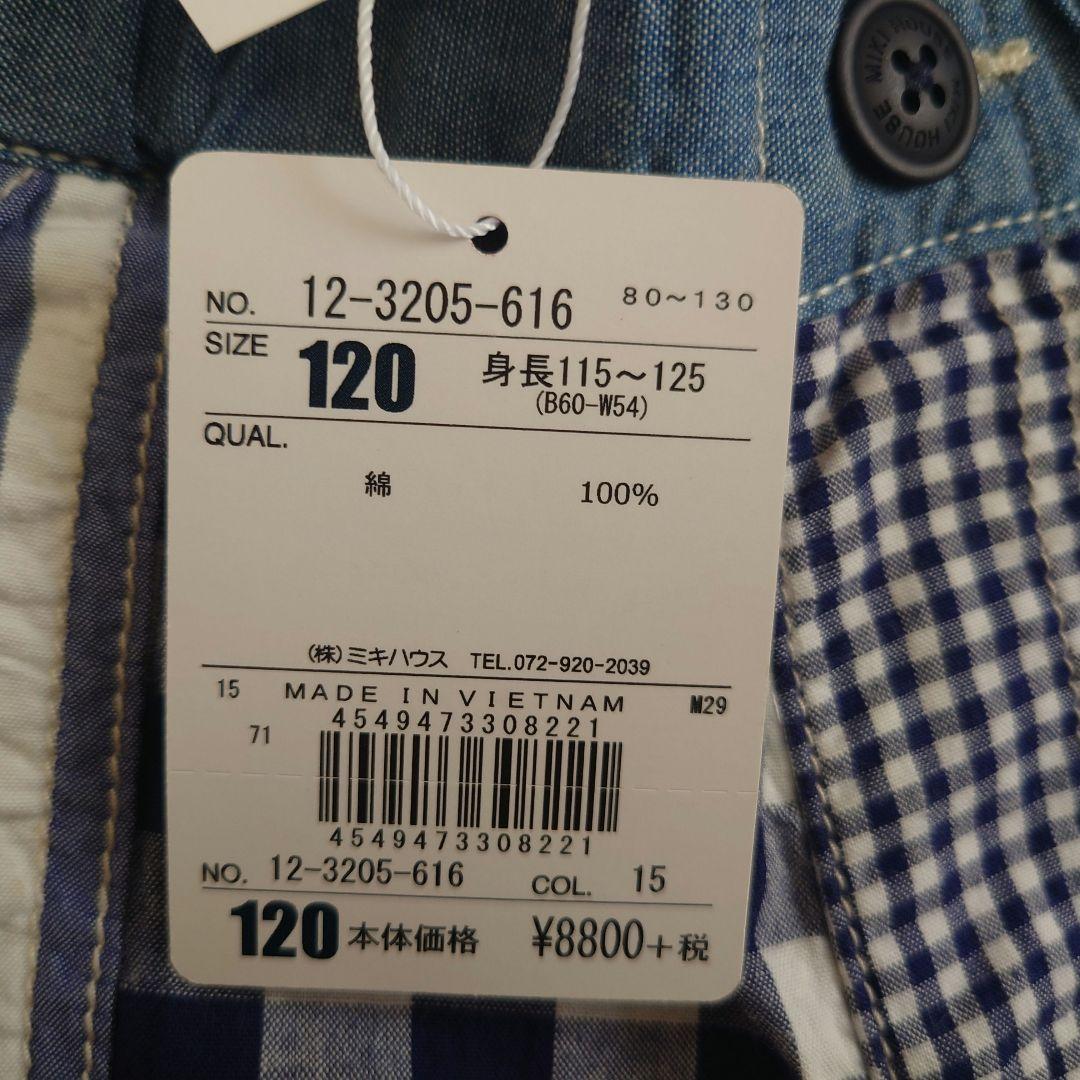 MIKI HOUSE MIKI HOUSE
NO. 12-3205-616 80~130
SIZE 120 身長115~125
(B60-W54)
QUAL.
綿 100%
(株)ミキハウス TEL.072-920-2039
15 MADE IN VIETNAM M29
4549473308221
71
4549473308221
NO. 12-3205-616 COL. 15
120 本体価格 ¥8800+税